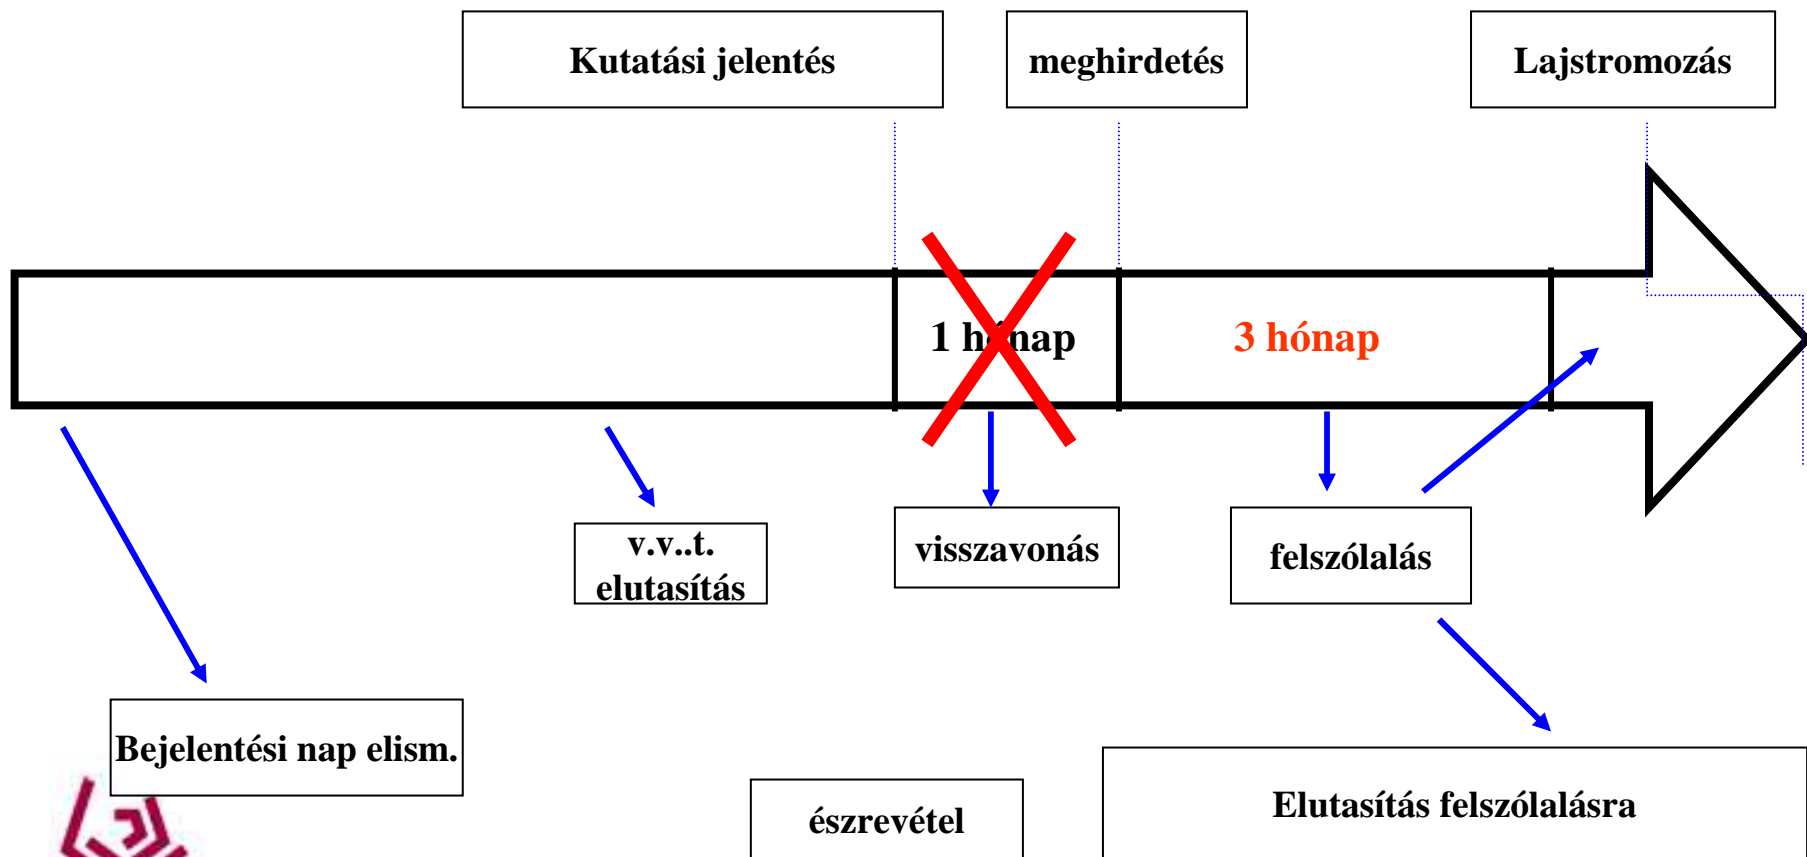 Kutatási jelentés
meghirdetés
Lajstromozás
1 hónap
3 hónap
v.v..t.
elutasítás
visszavonás
felszólalás
Bejelentési nap elism.
észrevétel
Elutasítás felszólalásra